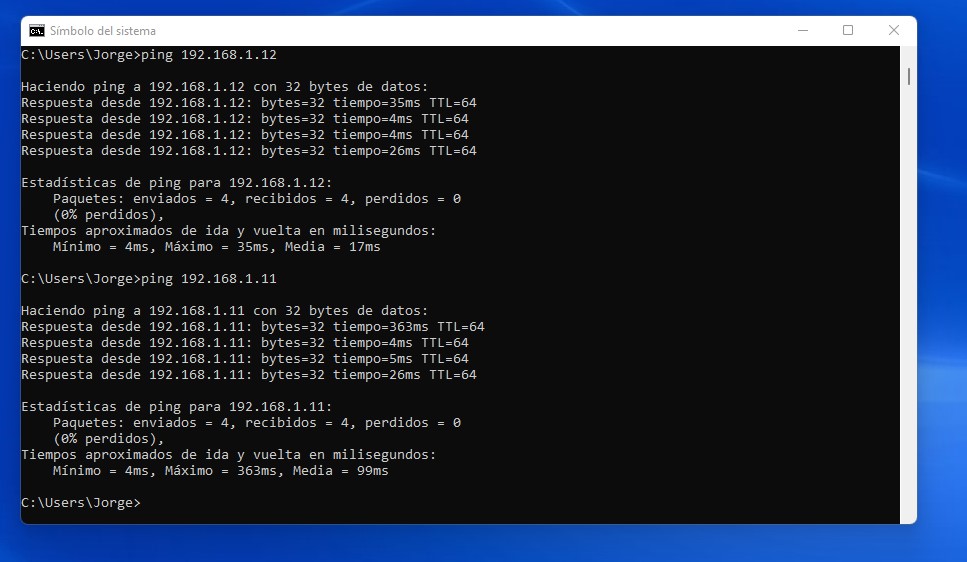 Símbolo del sistema
C:\Users\Jorge>ping 192.168.1.12
Haciendo ping a 192.168.1.12 con 32 bytes de datos:
Respuesta desde 192.168.1.12: bytes=32 tiempo=35ms TTL=64
Respuesta desde 192.168.1.12: bytes=32 tiempo=4ms TTL=64
Respuesta desde 192.168.1.12: bytes=32 tiempo=4ms TTL=64
Respuesta desde 192.168.1.12: bytes=32 tiempo=26ms TTL=64
Estadísticas de ping para 192.168.1.12:
Paquetes: enviados = 4, recibidos = 4, perdidos = 0
(0% perdidos),
Tiempos aproximados de ida y vuelta en milisegundos:
Mínimo = 4ms, Máximo = 35ms, Media = 17ms
C:\Users\Jorge>ping 192.168.1.11
Haciendo ping a 192.168.1.11 con 32 bytes de datos:
Respuesta desde 192.168.1.11: bytes=32 tiempo=363ms TTL=64
Respuesta desde 192.168.1.11: bytes=32 tiempo=4ms TTL=64
Respuesta desde 192.168.1.11: bytes=32 tiempo=5ms TTL=64
Respuesta desde 192.168.1.11: bytes=32 tiempo=26ms TTL=64
Estadísticas de ping para 192.168.1.11:
Paquetes: enviados = 4, recibidos = 4, perdidos = 0
(0% perdidos),
Tiempos aproximados de ida y vuelta en milisegundos:
Mínimo = 4ms, Máximo = 363ms, Media = 99ms
C:\Users\Jorge>